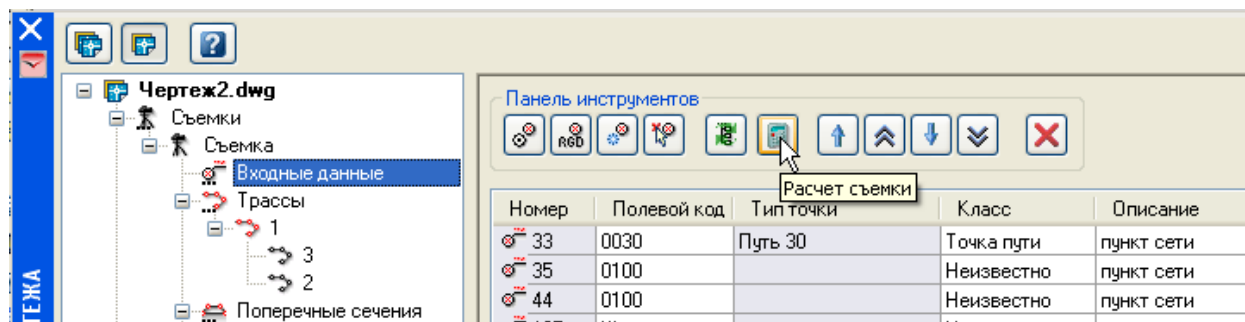 Чертеж2.dwg
Съемки
Съемка
Входные данные
Трассы
1
3
2
Поперечные сечения
ТЕЖА
Панель инструментов
RGD
Расчет съемки
Номер Полевой код Тип точки Класс Описание
33 0030 Путь 30 Точка пути пункт сети
35 0100 Неизвестно пункт сети
44 0100 Неизвестно пункт сети